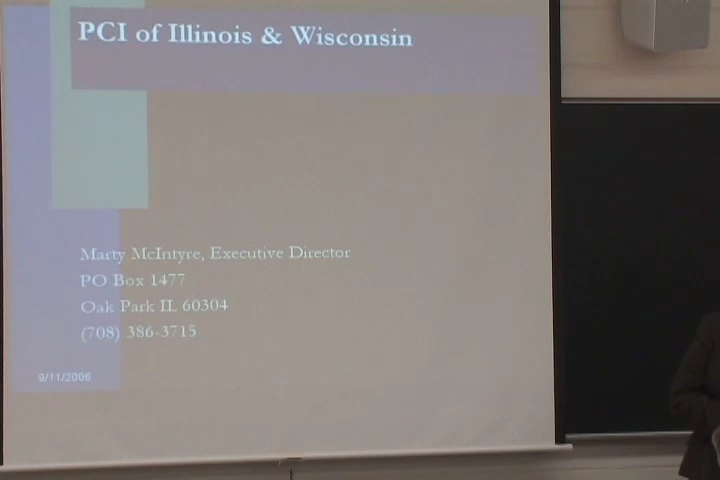 PCI of Illinois & Wisconsin
Marty McIntyre, Executive Director
PO Box 1477
Oak Park IL 60304
(708) 386-3715
9/11/2006